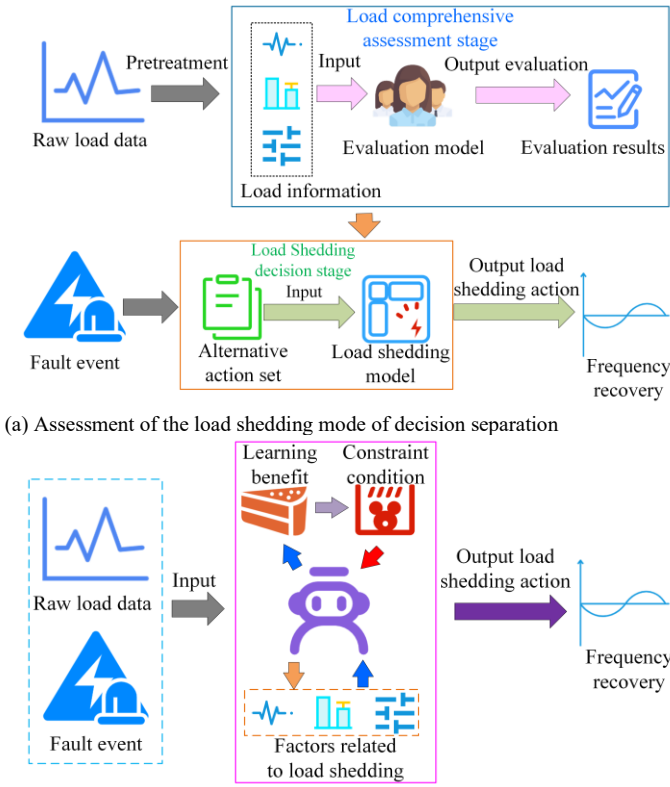 Load comprehensive
assessment stage
Pretreatment
Input
Output evaluation
Raw load data
Evaluation model
Evaluation results
Load information
Load Shedding
decision stage
Input
Output load
shedding action
Fault event
Alternative
action set
Load shedding
model
Frequency
recovery
(a) Assessment of the load shedding mode of decision separation
Learning
benefit
Constraint
condition
Input
Raw load data
Output load
shedding action
Fault event
Factors related
to load shedding
Frequency
recovery